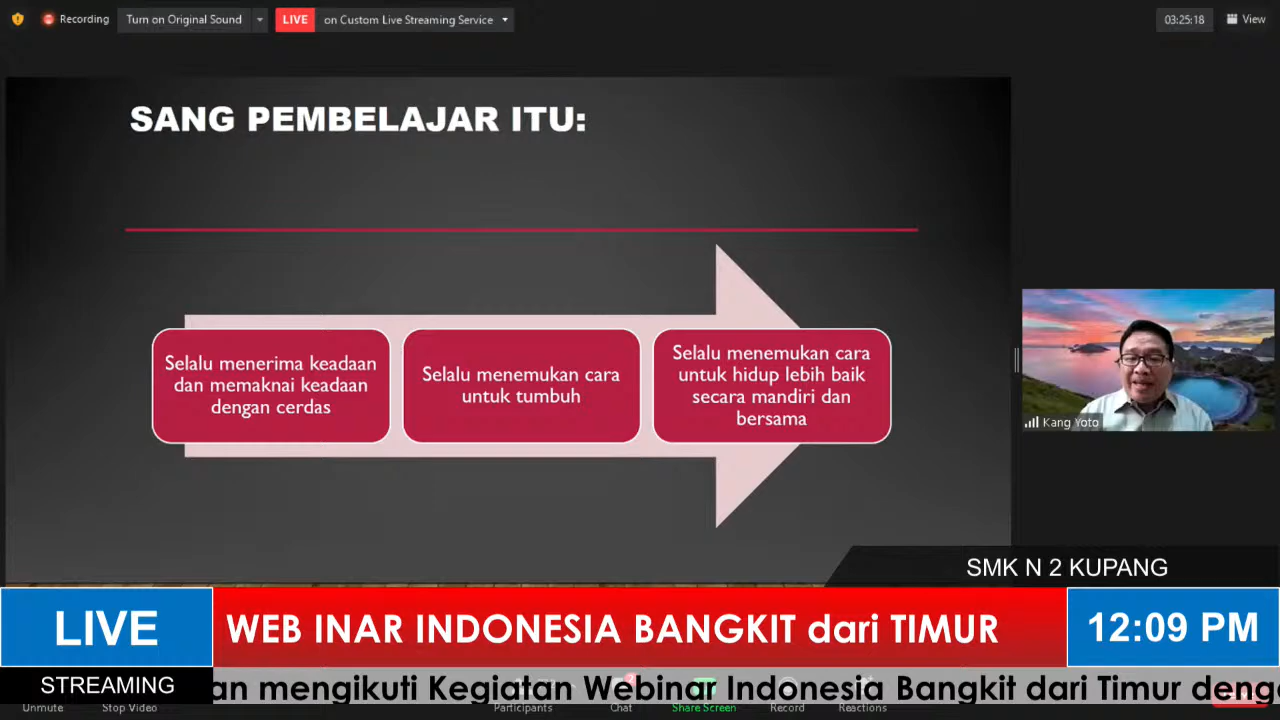 Recording
Turn on Original Sound
LIVE on Custom Live Streaming Service
03:25:18
View
SANG PEMBELAJAR ITU:
Selalu menerima keadaan
dan memaknai keadaan
dengan cerdas
Selalu menemukan cara
untuk tumbuh
Selalu menemukan cara
untuk hidup lebih baik
secara mandiri dan
bersama
Kang Yoto
SMK N 2 KUPANG
LIVE
WEB INAR INDONESIA BANGKIT dari TIMUR
12:09 PM
STREAMING
an mengikuti Kegiatan Webinar Indonesia Bangkit dari Timur deng
Unmute
Stop Video
Participants
Chat
Share Screen
Record
Reactions